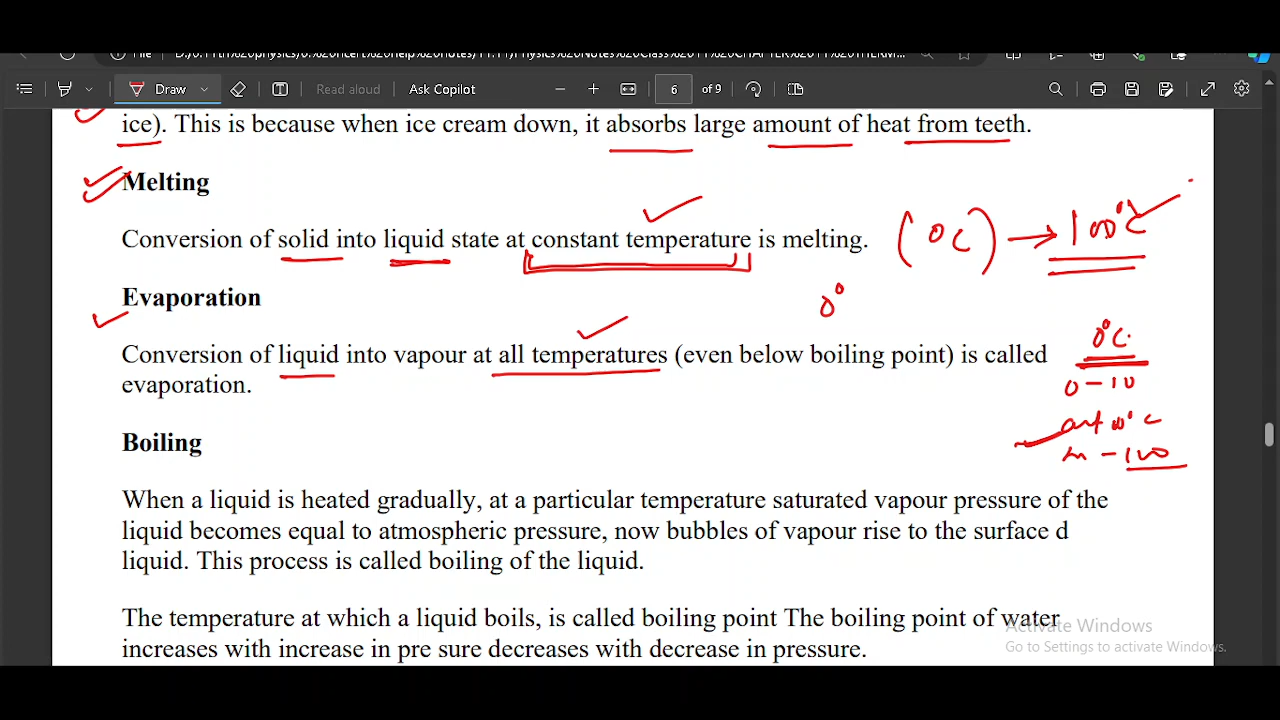 Draw
Read aloud
Ask Copilot
6 of 9
ice). This is because when ice cream down, it absorbs large amount of heat from teeth.
Melting
Conversion of solid into liquid state at constant temperature is melting.
(0C) → 100°C
Evaporation
0°
Conversion of liquid into vapour at all temperatures (even below boiling point) is called
evaporation.
0°C
0-10
Boiling
When a liquid is heated gradually, at a particular temperature saturated vapour pressure of the
liquid becomes equal to atmospheric pressure, now bubbles of vapour rise to the surface d
liquid. This process is called boiling of the liquid.
The temperature at which a liquid boils, is called boiling point The boiling point of water
increases with increase in pre sure decreases with decrease in pressure.
Activate Windows
Go to Settings to activate Windows.